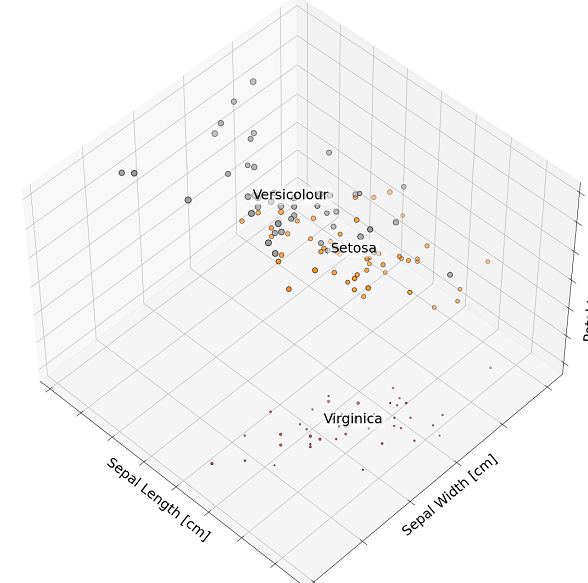 Versicolour
Setosa
Virginica
Sepal Length [cm]
Sepal Width [cm]